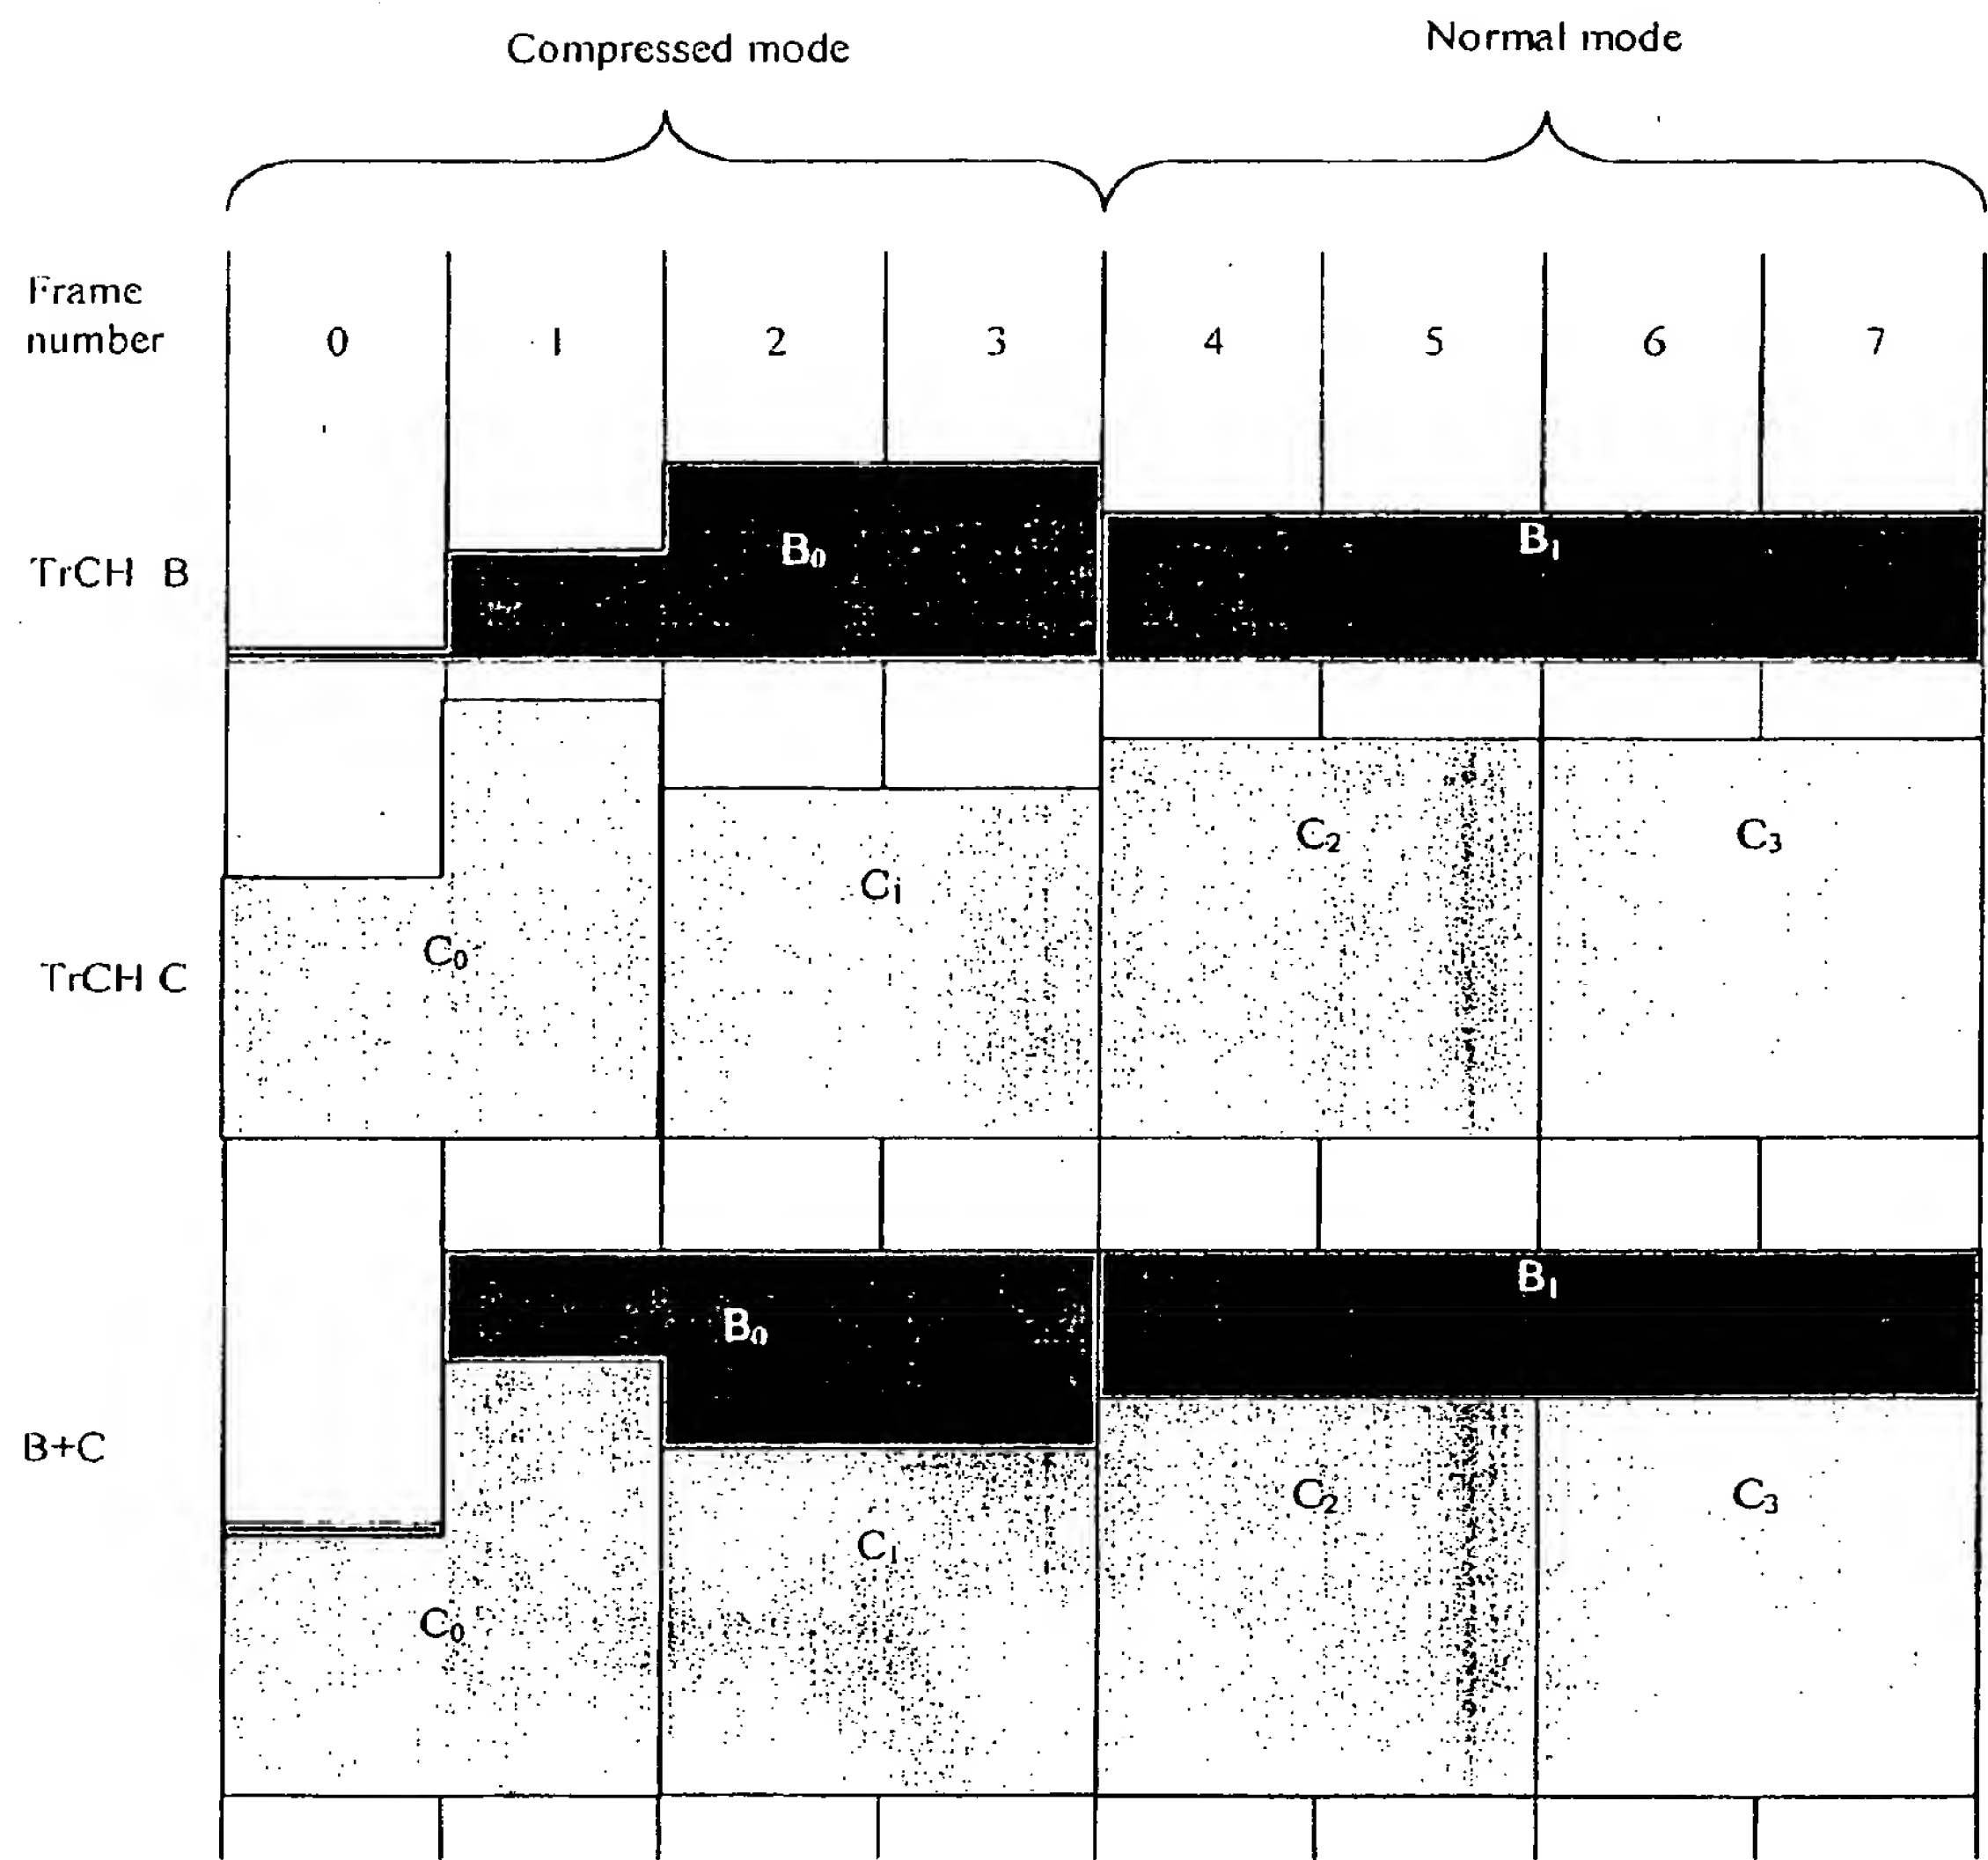 Compressed mode
Normal mode
Frame
number
0 1 2 3 4 5 6 7
TrCH B
B0
B1
TrCH C
C0
C1
C2
C3
B+C
B0
B1
C0
C1
C2
C3